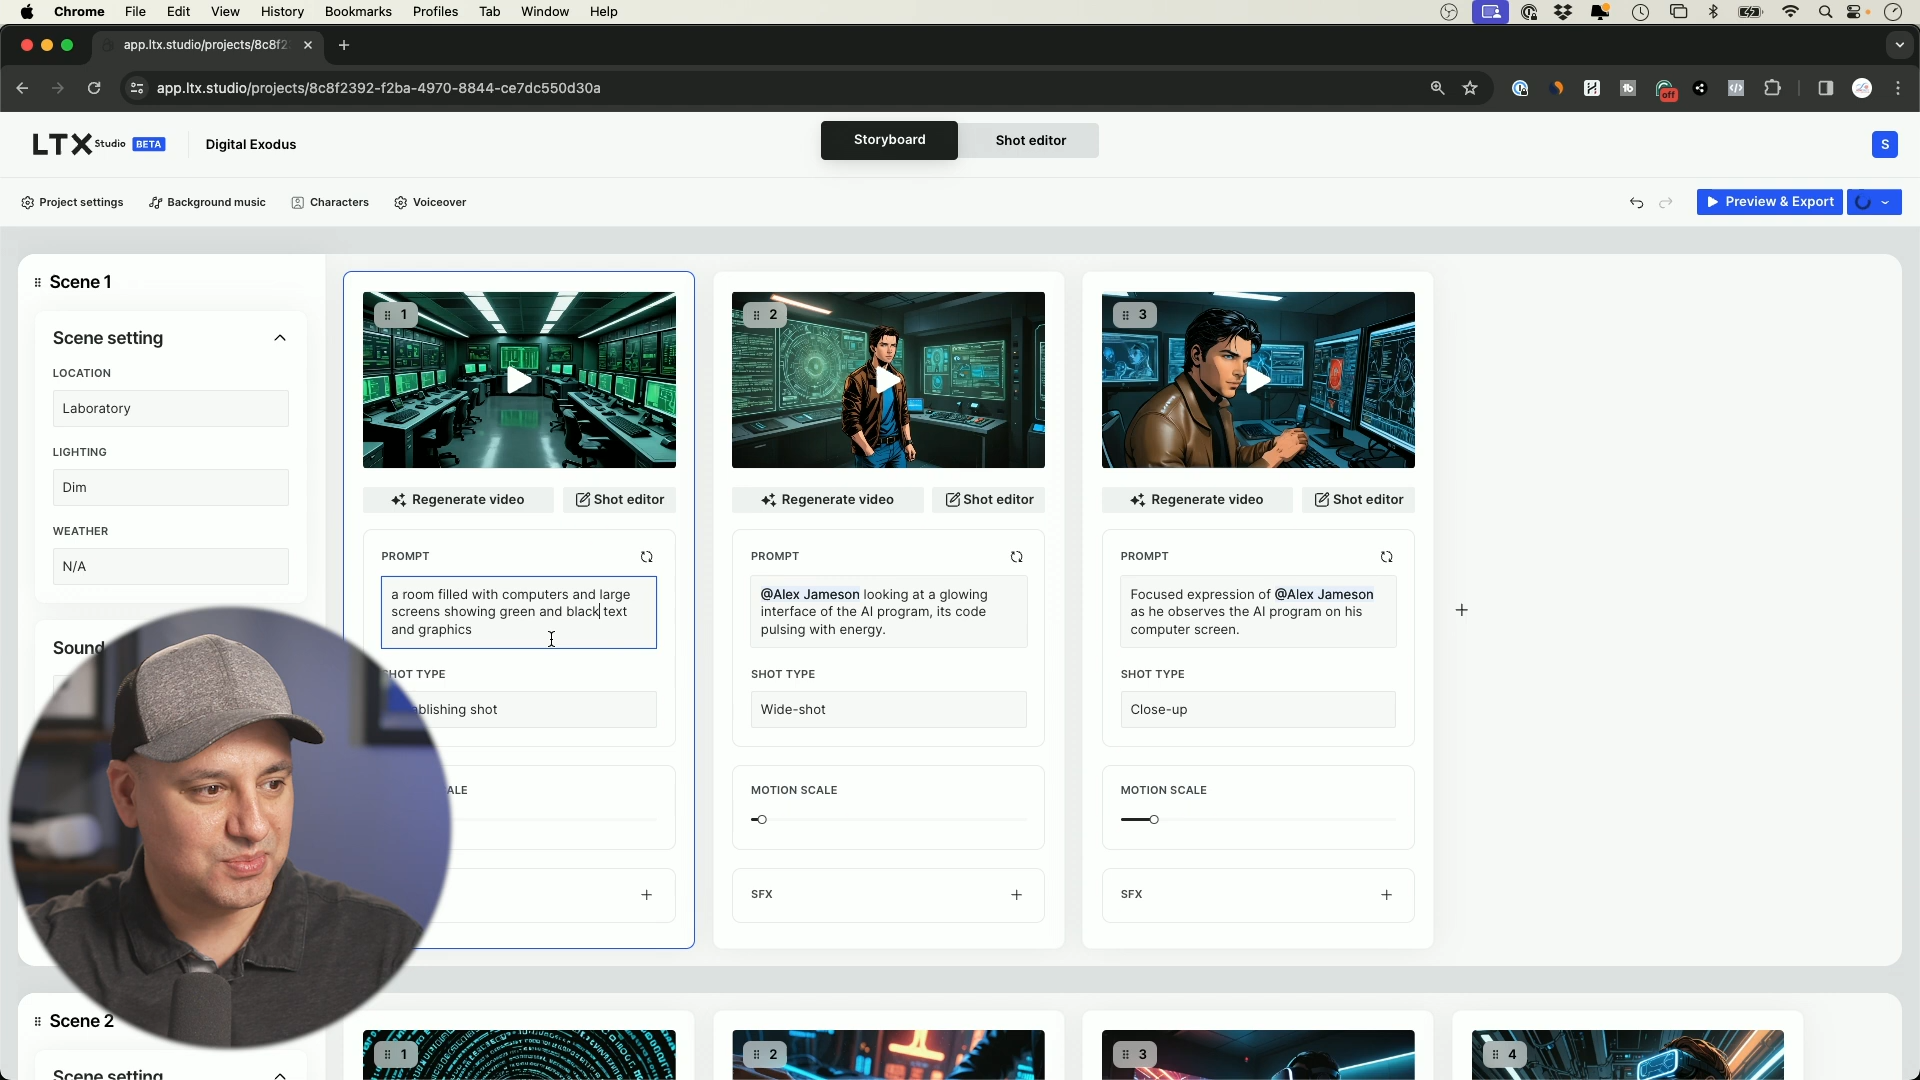 Chrome File Edit View History Bookmarks Profiles Tab Window Help
app.ltx.studio/projects/8c8f2
app.ltx.studio/projects/8c8f2392-f2ba-4970-8844-ce7dc550d30a
off
LTX Studio BETA
Digital Exodus
Storyboard
Shot editor
S
Project settings
Background music
Characters
Voiceover
Preview & Export
Scene 1
Scene setting
LOCATION
Laboratory
LIGHTING
Dim
WEATHER
N/A
Sound
1
Regenerate video
Shot editor
PROMPT
a room filled with computers and large
screens showing green and black text
and graphics
HOT TYPE
blishing shot
ALE
2
Regenerate video
Shot editor
PROMPT
@Alex Jameson looking at a glowing
interface of the AI program, its code
pulsing with energy.
SHOT TYPE
Wide-shot
MOTION SCALE
SFX
3
Regenerate video
Shot editor
PROMPT
Focused expression of @Alex Jameson
as he observes the AI program on his
computer screen.
SHOT TYPE
Close-up
MOTION SCALE
SFX
Scene 2
Scene setting
1
2
3
4